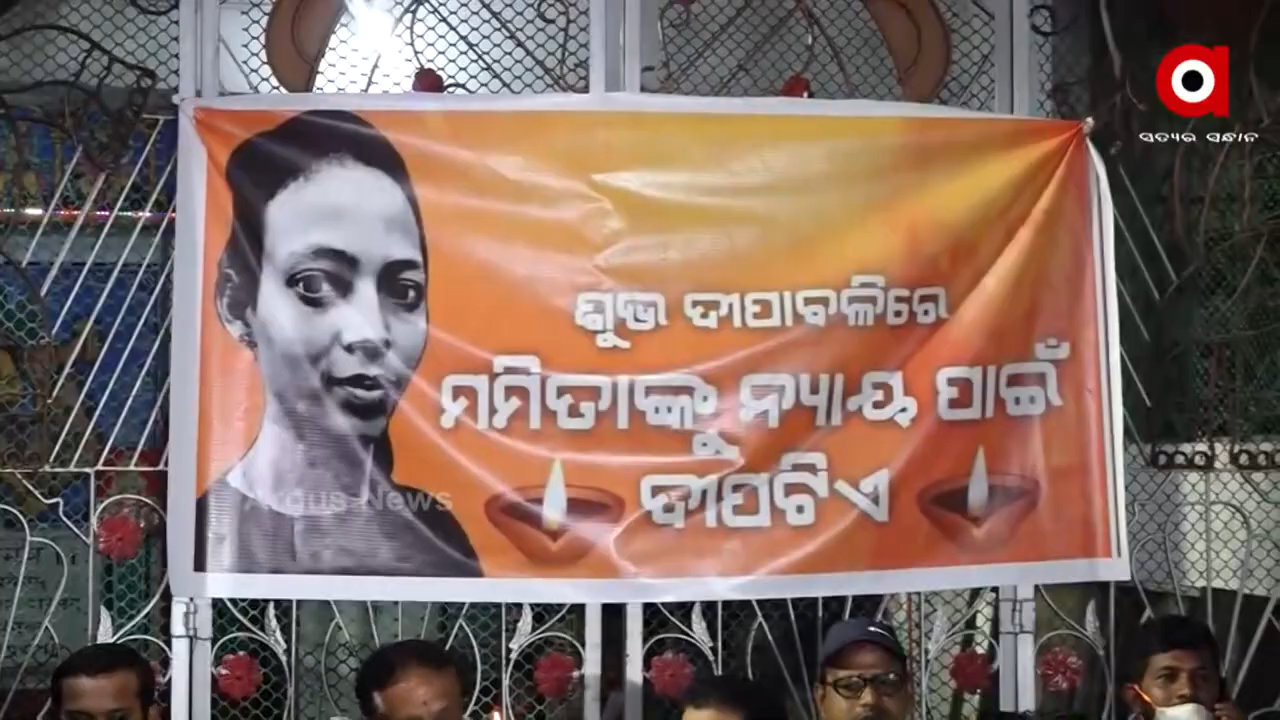 ସତ୍ୟର ସନ୍ଧାନ
ଶୁଭ ଦୀପାବଳିରେ
ମମିତାଙ୍କୁ ନ୍ୟାୟ ପାଇଁ
ଦୀପଟିଏ
Argus News